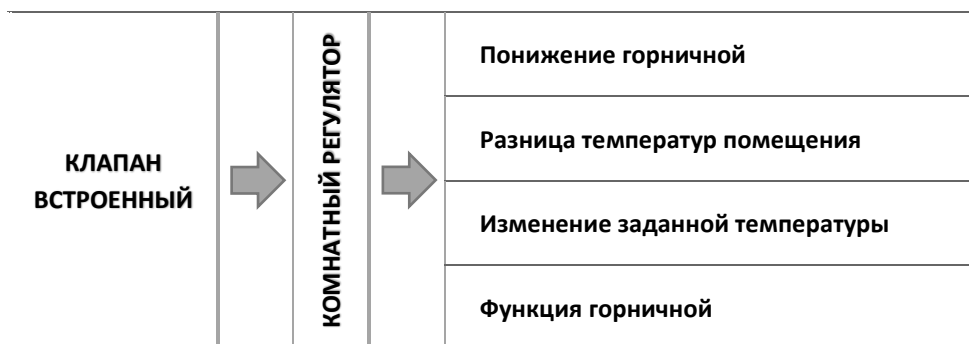 КЛАПАН
ВСТРОЕННЫЙ
КОМНАТНЫЙ РЕГУЛЯТОР
Понижение горничной
Разница температур помещения
Изменение заданной температуры
Функция горничной